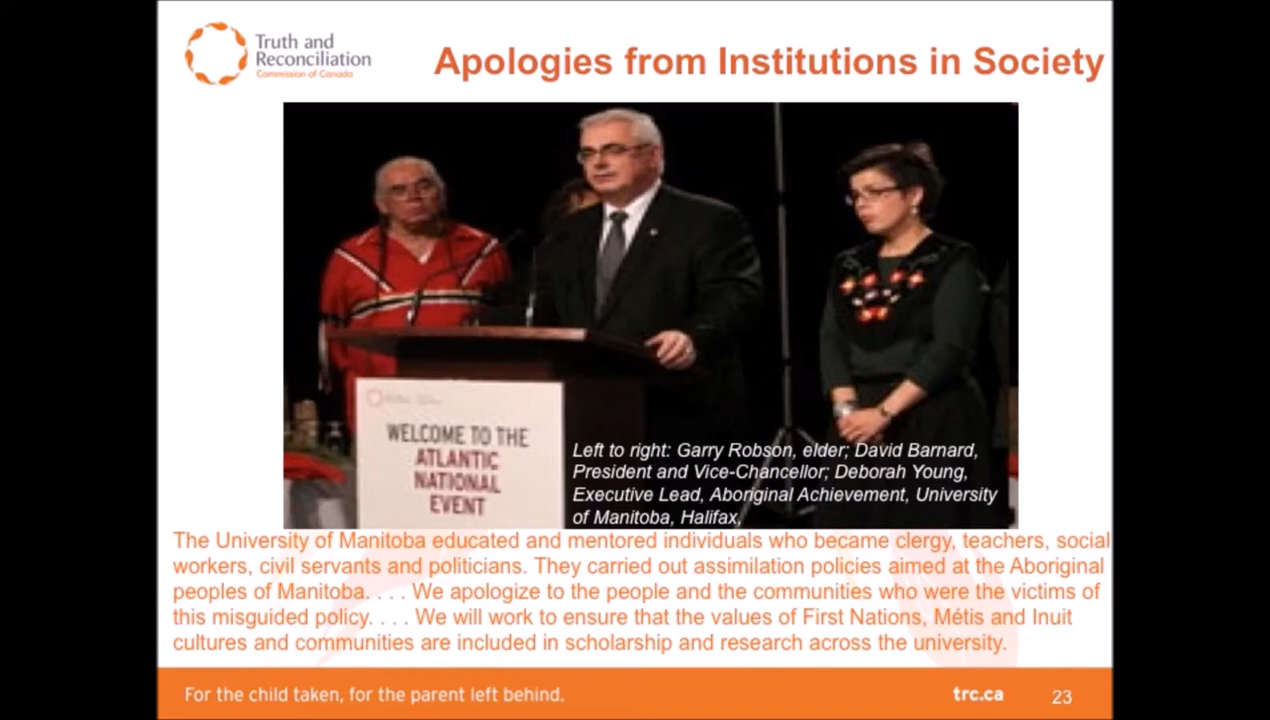 Truth and
Reconciliation
Commission of Canada
Apologies from Institutions in Society
WELCOME TO THE
ATLANTIC
NATIONAL
EVENT
Left to right: Garry Robson, elder; David Barnard,
President and Vice-Chancellor; Deborah Young,
Executive Lead, Aboriginal Achievement, University
of Manitoba, Halifax,
The University of Manitoba educated and mentored individuals who became clergy, teachers, social
workers, civil servants and politicians. They carried out assimilation policies aimed at the Aboriginal
peoples of Manitoba. . . . We apologize to the people and the communities who were the victims of
this misguided policy. . . . We will work to ensure that the values of First Nations, Métis and Inuit
cultures and communities are included in scholarship and research across the university.
For the child taken, for the parent left behind.
trc.ca
23